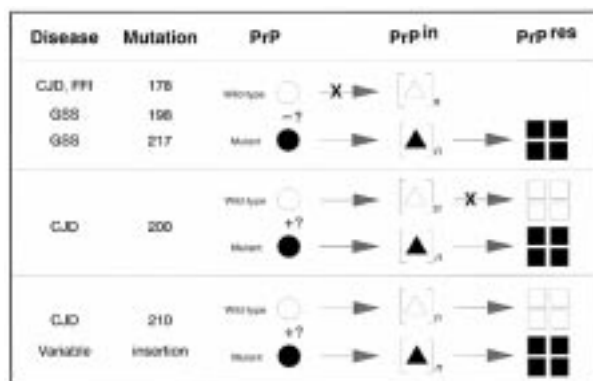 Disease Mutation PrP PrP in PrP res
CJD, FFI 178 Wild type X n
GSS 198 – ?
GSS 217 Mutant n
Wild type n X
CJD 200 + ?
Mutant n
Wild type n
CJD 210 + ?
Variable insertion Mutant n